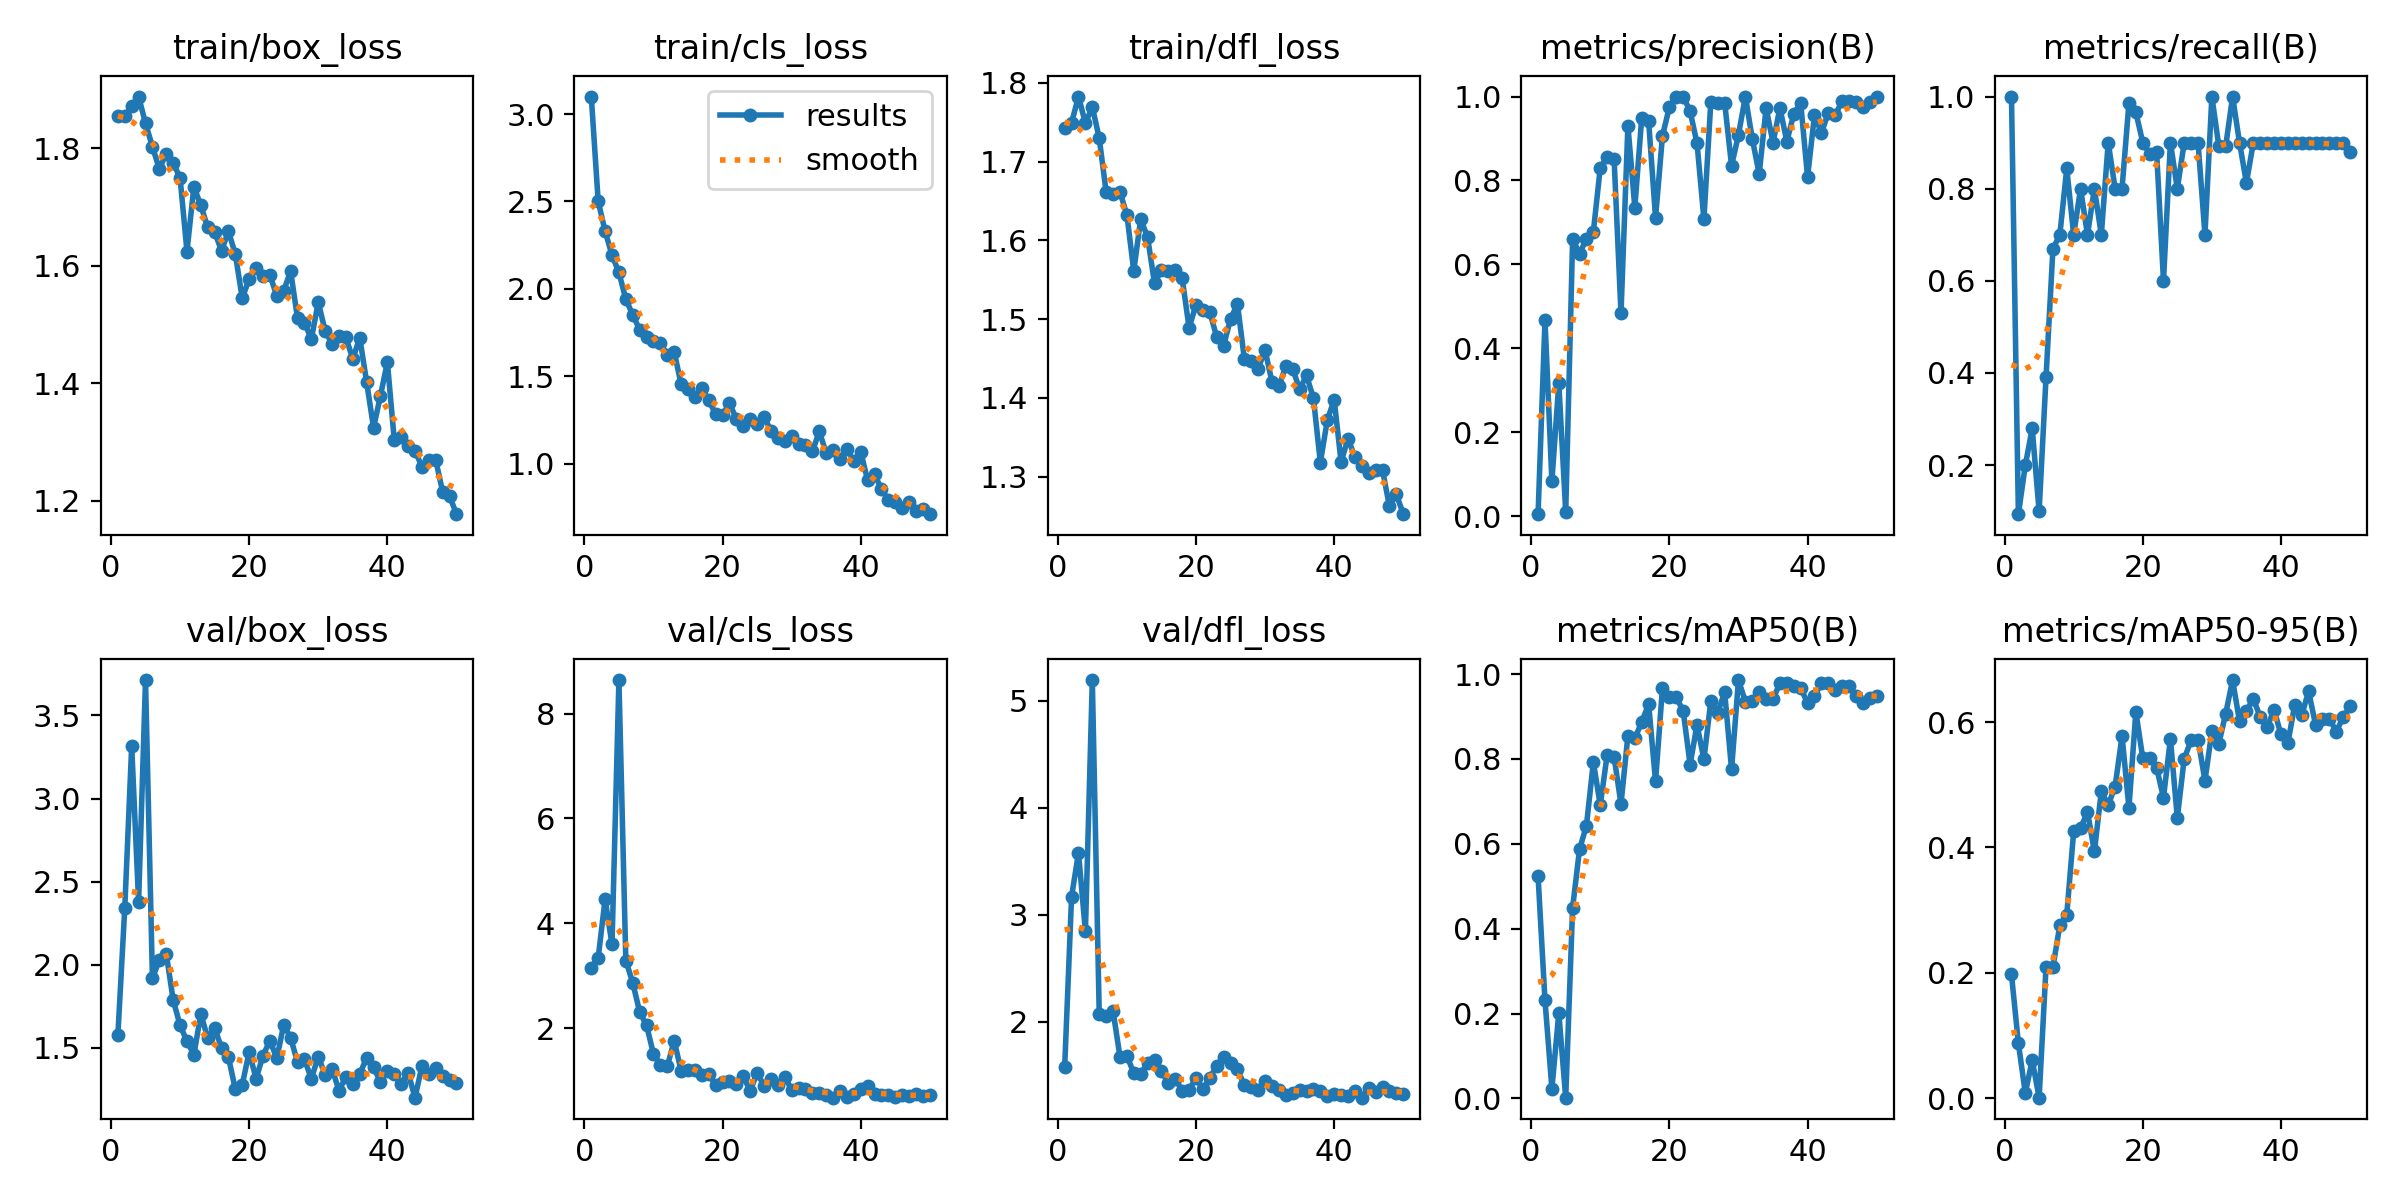 train/box_loss
1.8
1.6
1.4
1.2
0 20 40
train/cls_loss
results
smooth
3.0
2.5
2.0
1.5
1.0
0 20 40
train/dfl_loss
1.8
1.7
1.6
1.5
1.4
1.3
0 20 40
metrics/precision(B)
1.0
0.8
0.6
0.4
0.2
0.0
0 20 40
metrics/recall(B)
1.0
0.8
0.6
0.4
0.2
0 20 40
val/box_loss
3.5
3.0
2.5
2.0
1.5
0 20 40
val/cls_loss
8
6
4
2
0 20 40
val/dfl_loss
5
4
3
2
0 20 40
metrics/mAP50(B)
1.0
0.8
0.6
0.4
0.2
0.0
0 20 40
metrics/mAP50-95(B)
0.6
0.4
0.2
0.0
0 20 40